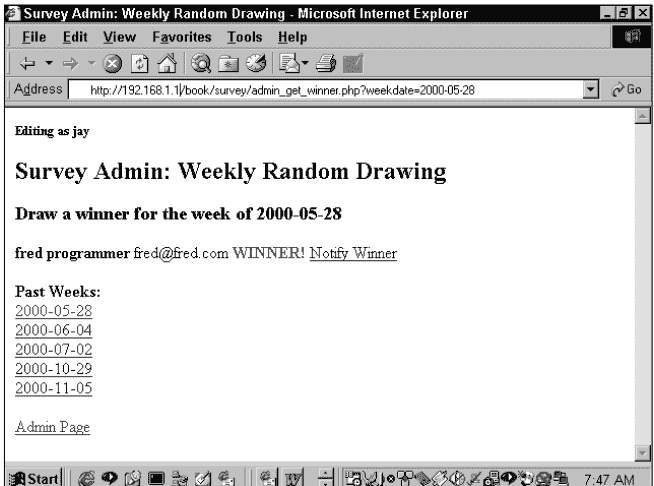 Survey Admin: Weekly Random Drawing - Microsoft Internet Explorer
File Edit View Favorites Tools Help
Address http://192.168.1.1/book/survey/admin_get_winner.php?weekdate=2000-05-28 Go
Editing as jay
Survey Admin: Weekly Random Drawing
Draw a winner for the week of 2000-05-28
fred programmer fred@fred.com WINNER! Notify Winner
Past Weeks:
2000-05-28
2000-06-04
2000-07-02
2000-10-29
2000-11-05
Admin Page
Start 7:47 AM